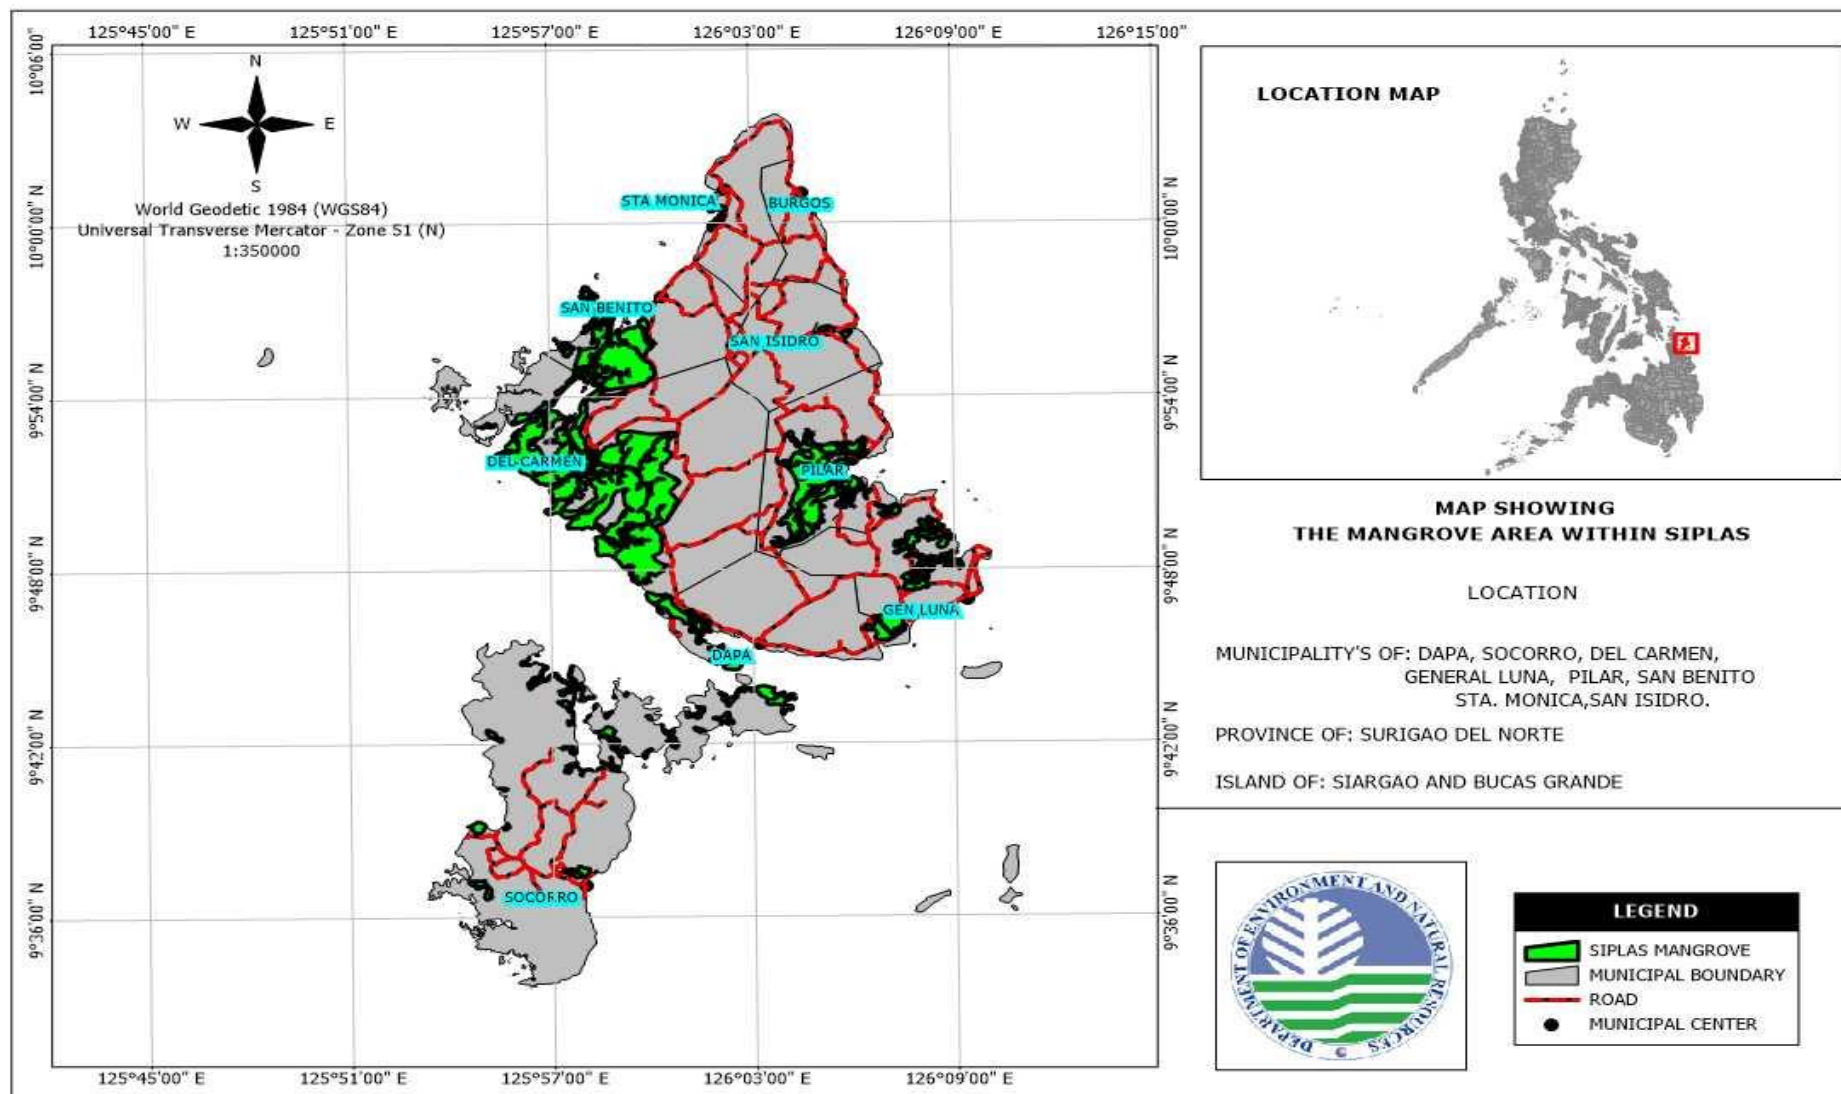 125°45'00" E
125°51'00" E
125°57'00" E
126°03'00" E
126°09'00" E
126°15'00" E
10°06'00"
10°00'00" N
9°54'00" N
9°48'00" N
9°42'00" N
9°36'00" N
N
W
E
S
World Geodetic 1984 (WGS84)
Universal Transverse Mercator - Zone 51 (N)
1:350000
STA MONICA
BURGOS
SAN BENITO
SAN ISIDRO
DEL CARMEN
PILAR
GEN LUNA
DAPA
SOCORRO
10°00'00" N
9°54'00" N
9°48'00" N
9°42'00" N
9°36'00" N
125°45'00" E
125°51'00" E
125°57'00" E
126°03'00" E
126°09'00" E
LOCATION MAP
MAP SHOWING
THE MANGROVE AREA WITHIN SIPLAS
LOCATION
MUNICIPALITY'S OF: DAPA, SOCORRO, DEL CARMEN,
GENERAL LUNA, PILAR, SAN BENITO
STA. MONICA,SAN ISIDRO.
PROVINCE OF: SURIGAO DEL NORTE
ISLAND OF: SIARGAO AND BUCAS GRANDE
DEPARTMENT OF ENVIRONMENT AND NATURAL RESOURCES
LEGEND
SIPLAS MANGROVE
MUNICIPAL BOUNDARY
ROAD
MUNICIPAL CENTER